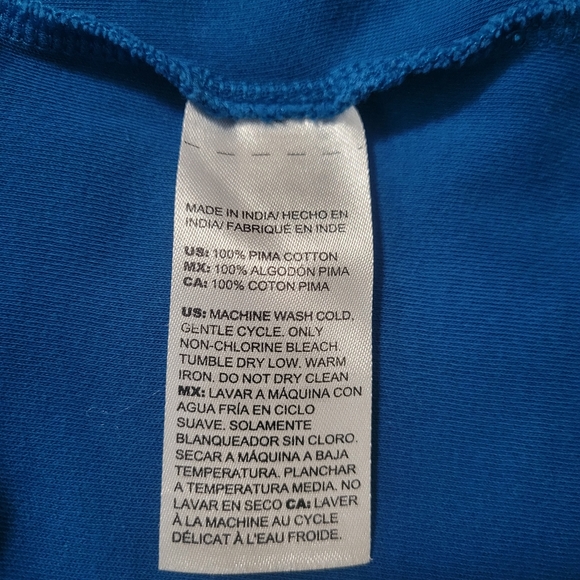 MADE IN INDIA/ HECHO EN
INDIA/ FABRIQUÉ EN INDE
US: 100% PIMA COTTON
MX: 100% ALGODÓN PIMA
CA: 100% COTON PIMA
US: MACHINE WASH COLD,
GENTLE CYCLE. ONLY
NON-CHLORINE BLEACH.
TUMBLE DRY LOW. WARM
IRON. DO NOT DRY CLEAN
MX: LAVAR A MÁQUINA CON
AGUA FRÍA EN CICLO
SUAVE. SOLAMENTE
BLANQUEADOR SIN CLORO.
SECAR A MÁQUINA A BAJA
TEMPERATURA. PLANCHAR
A TEMPERATURA MEDIA. NO
LAVAR EN SECO CA: LAVER
À LA MACHINE AU CYCLE
DÉLICAT À L'EAU FROIDE.